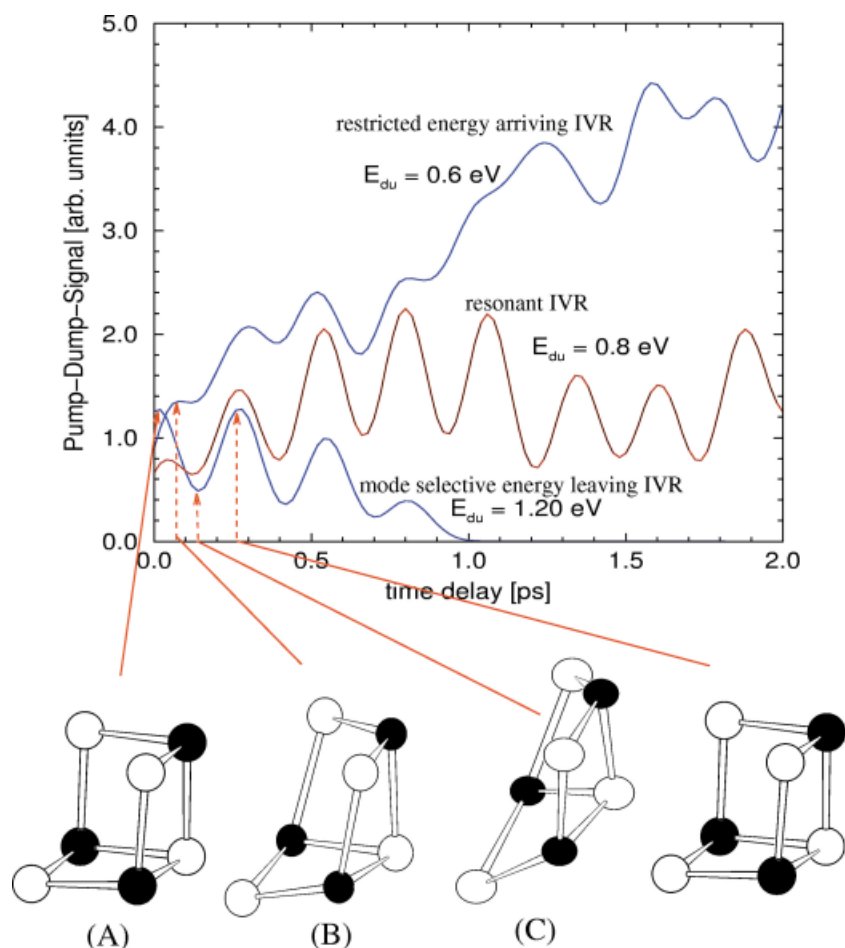 5.0
4.0
3.0
2.0
1.0
0.0
Pump-Dump-Signal [arb. unnits]
restricted energy arriving IVR
E_du = 0.6 eV
resonant IVR
E_du = 0.8 eV
mode selective energy leaving IVR
E_du = 1.20 eV
0.0 0.5 1.0 1.5 2.0
time delay [ps]
(A) (B) (C)